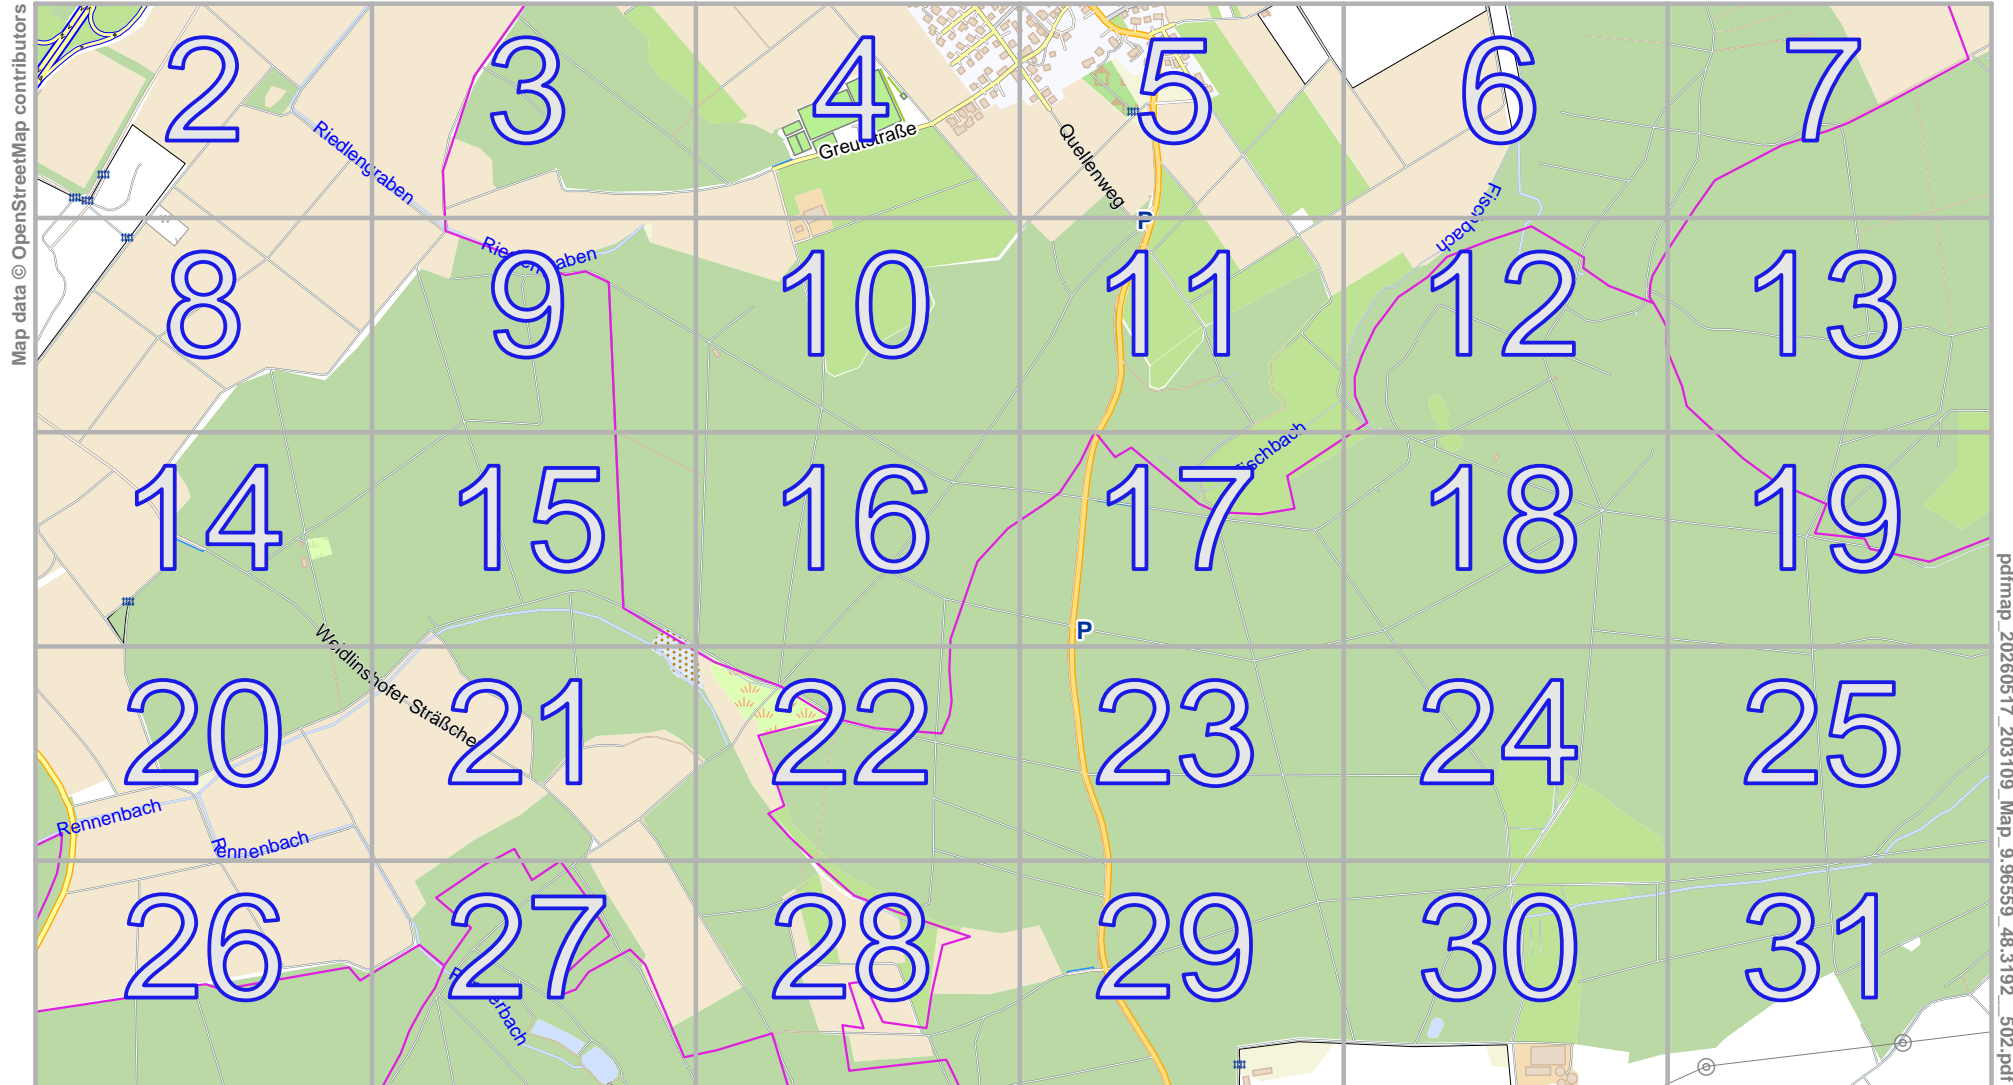 Map data © OpenStreetMap contributors
2
3
4
5
6
7
Riedlengraben
Greutstraße
Quellenweg
P
Fischbach
8
9
10
11
12
13
14
15
16
17
Fischbach
18
19
P
Weidlinshofer Sträßche
20
21
22
23
24
25
Rennenbach
Rennenbach
26
27
28
29
30
31
pdfmap_20260517_203109_Map_9.96559_48.3192__502.pdf